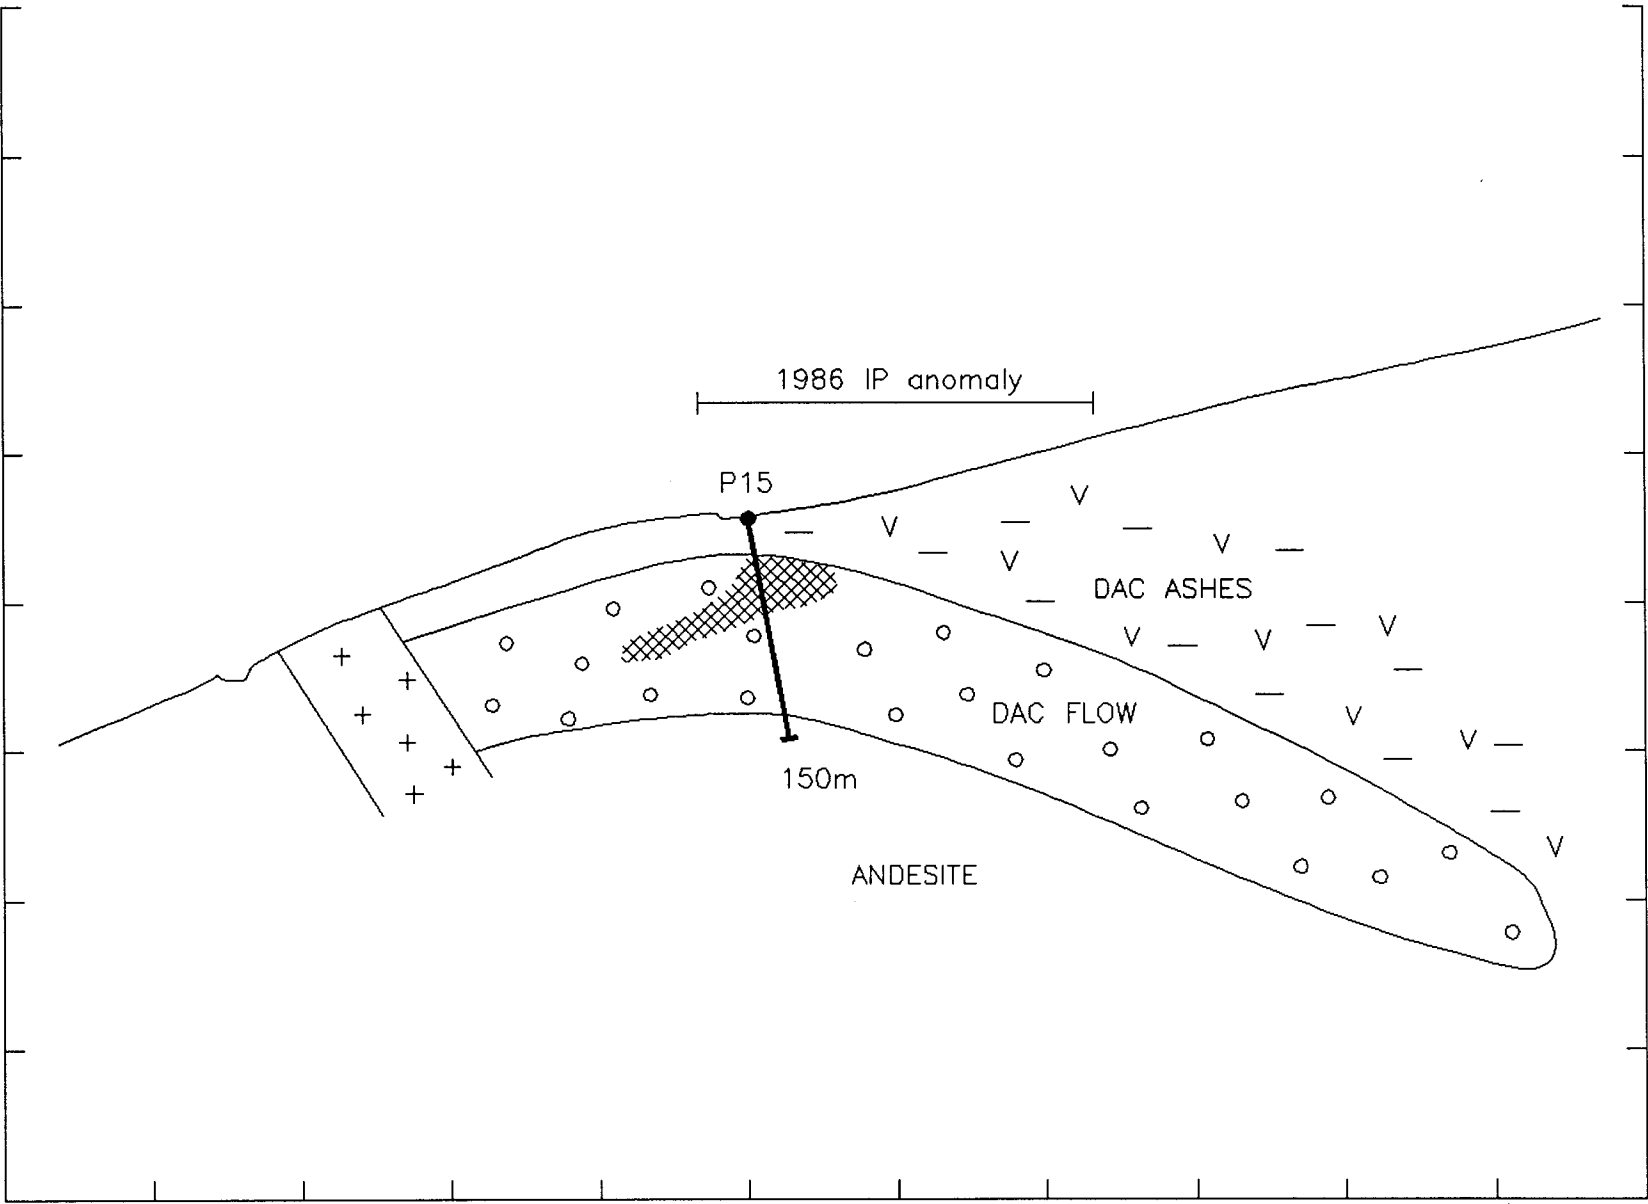 1986 IP anomaly
P15
DAC ASHES
DAC FLOW
150m
ANDESITE